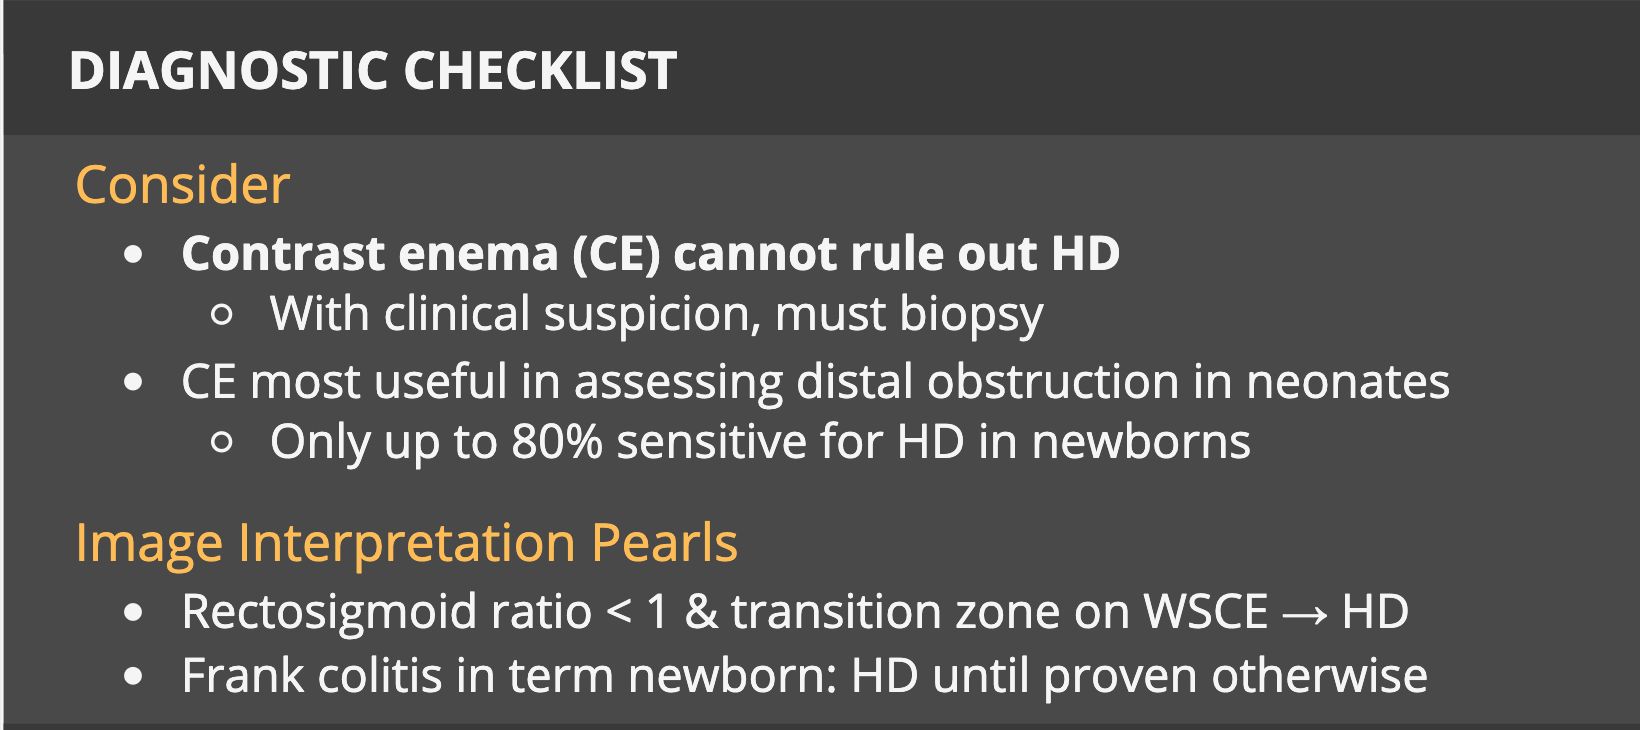 DIAGNOSTIC CHECKLIST
Consider
• Contrast enema (CE) cannot rule out HD
○ With clinical suspicion, must biopsy
• CE most useful in assessing distal obstruction in neonates
○ Only up to 80% sensitive for HD in newborns
Image Interpretation Pearls
• Rectosigmoid ratio < 1 & transition zone on WSCE → HD
• Frank colitis in term newborn: HD until proven otherwise